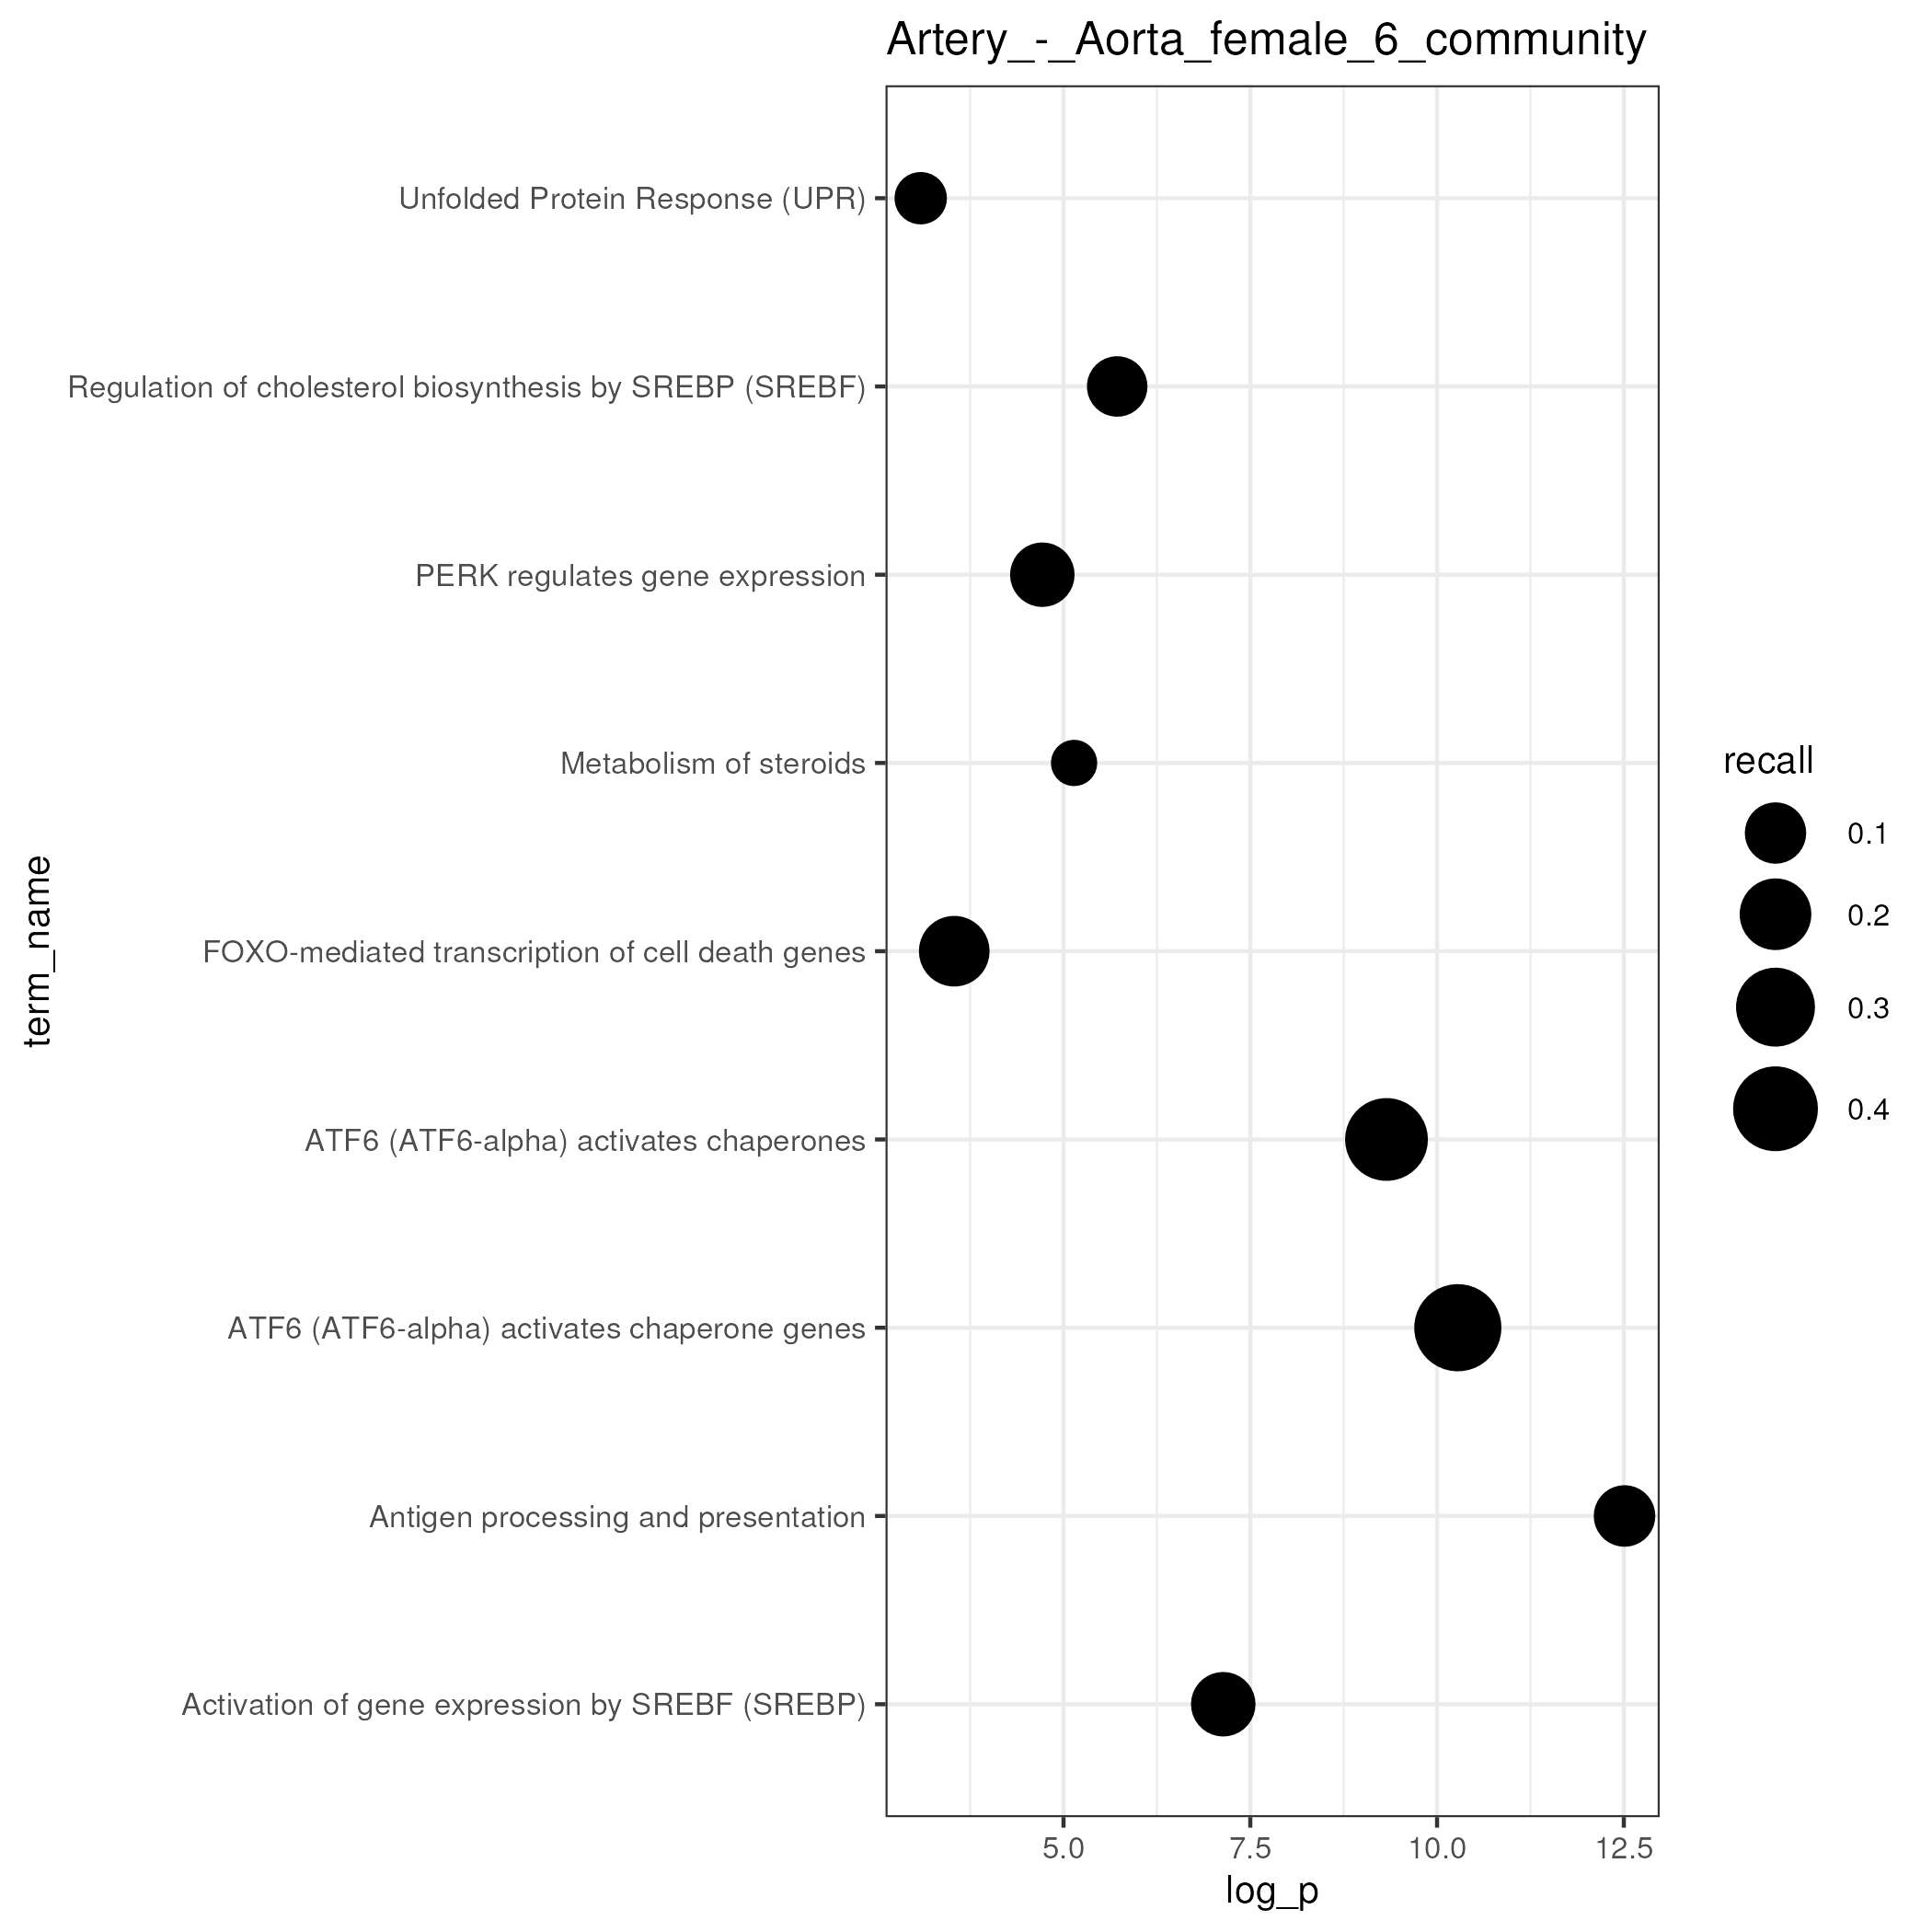 Artery_-_Aorta_female_6_community
Unfolded Protein Response (UPR)
Regulation of cholesterol biosynthesis by SREBP (SREBF)
PERK regulates gene expression
Metabolism of steroids
FOXO-mediated transcription of cell death genes
ATF6 (ATF6-alpha) activates chaperones
ATF6 (ATF6-alpha) activates chaperone genes
Antigen processing and presentation
Activation of gene expression by SREBF (SREBP)
term_name
5.0 7.5 10.0 12.5
log_p
recall
0.1
0.2
0.3
0.4